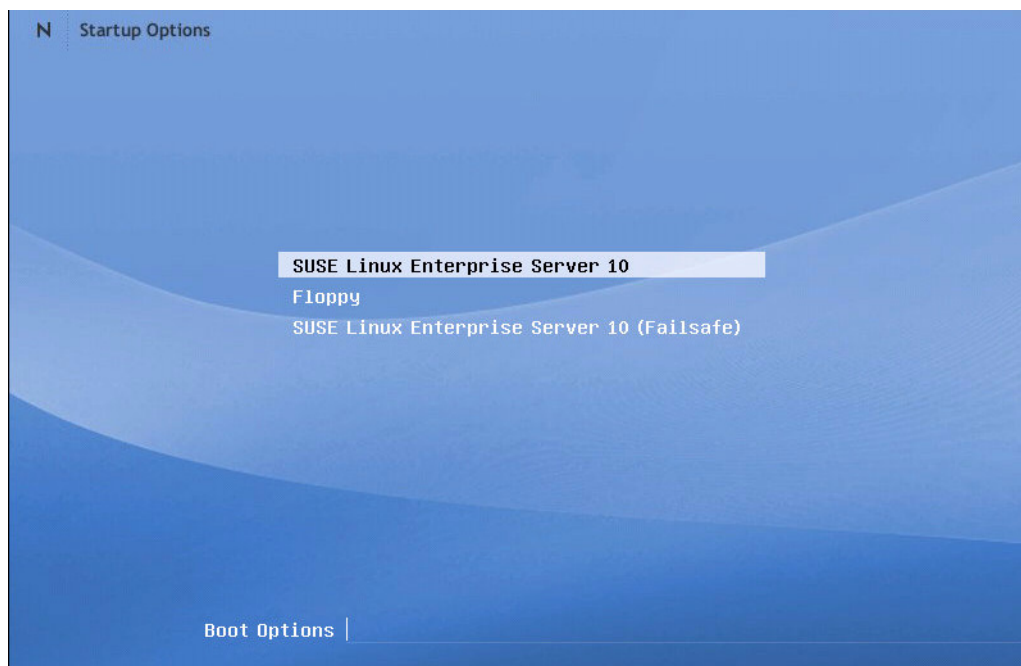 N Startup Options
SUSE Linux Enterprise Server 10
Floppy
SUSE Linux Enterprise Server 10 (Failsafe)
Boot Options